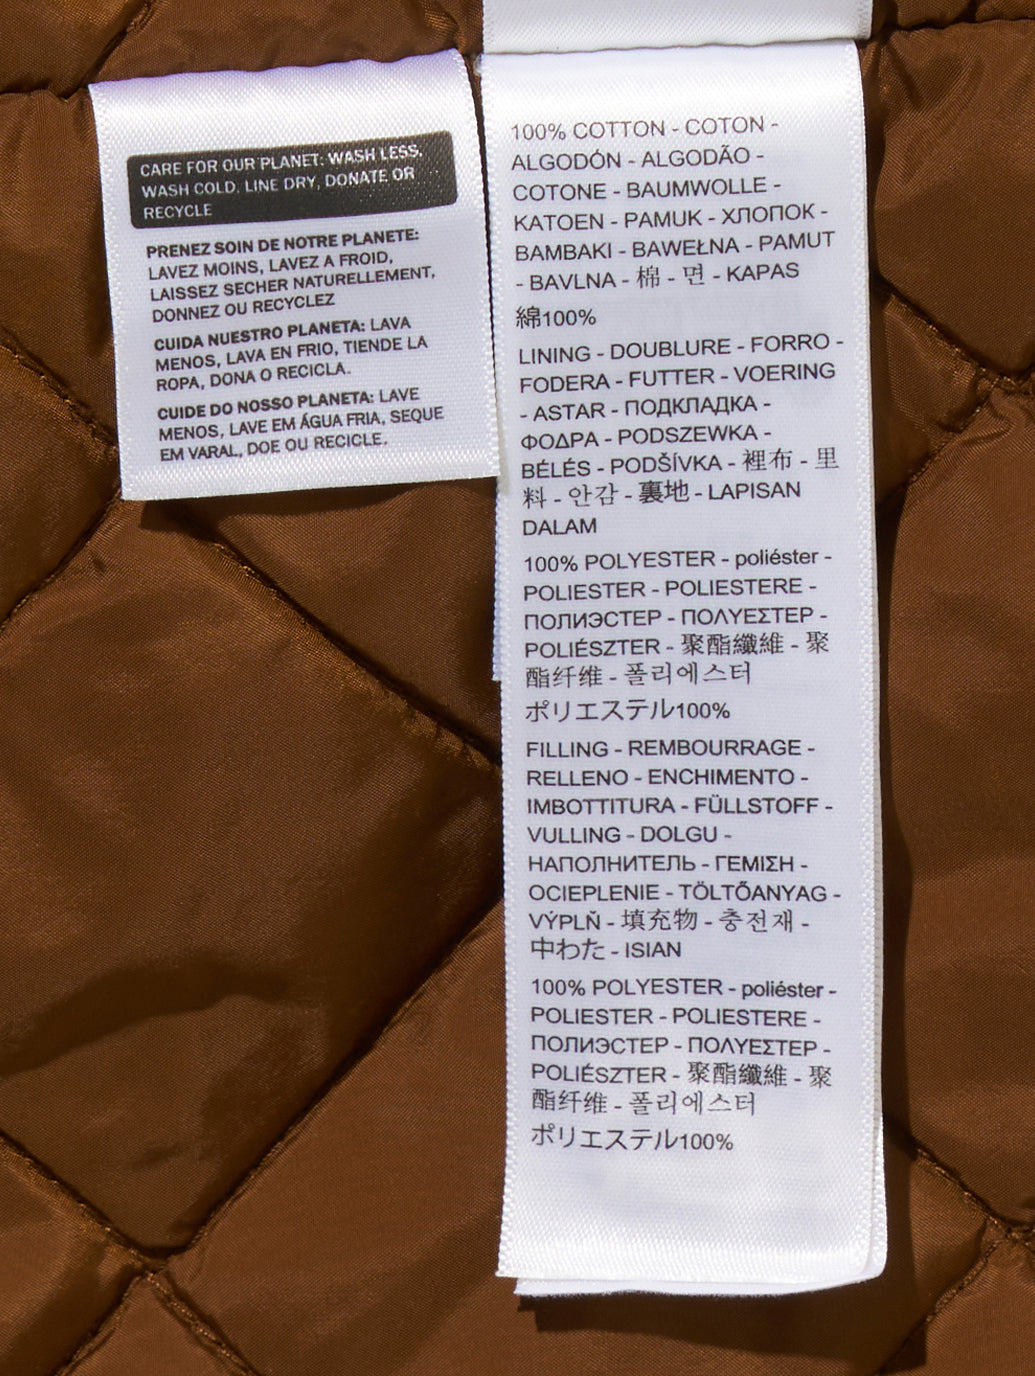 CARE FOR OUR PLANET: WASH LESS,
WASH COLD, LINE DRY, DONATE OR
RECYCLE
PRENEZ SOIN DE NOTRE PLANETE:
LAVEZ MOINS, LAVEZ A FROID,
LAISSEZ SECHER NATURELLEMENT,
DONNEZ OU RECYCLEZ
CUIDA NUESTRO PLANETA: LAVA
MENOS, LAVA EN FRIO, TIENDE LA
ROPA, DONA O RECICLA.
CUIDE DO NOSSO PLANETA: LAVE
MENOS, LAVE EM ÁGUA FRIA, SEQUE
EM VARAL, DOE OU RECICLE.
100% COTTON - COTON -
ALGODÓN - ALGODÃO -
COTONE - BAUMWOLLE -
KATOEN - PAMUK - ХЛОПОК -
BAMBAKI - BAWEŁNA - PAMUT
- BAVLNA - 棉 - 면 - KAPAS
綿100%
LINING - DOUBLURE - FORRO -
FODERA - FUTTER - VOERING
- ASTAR - ПОДКЛАДКА -
ΦΟΔΡΑ - PODSZEWKA -
BÉLÉS - PODŠÍVKA - 裡布 - 里
料 - 안감 - 裏地 - LAPISAN
DALAM
100% POLYESTER - poliéster -
POLIESTER - POLIESTERE -
ПОЛИЭСТЕР - ΠΟΛΥΕΣΤΕΡ -
POLIÉSZTER - 聚酯纖維 - 聚
酯纤维 - 폴리에스터
ポリエステル100%
FILLING - REMBOURRAGE -
RELLENO - ENCHIMENTO -
IMBOTTITURA - FÜLLSTOFF -
VULLING - DOLGU -
НАПОЛНИТЕЛЬ - ΓΕΜΙΣΗ -
OCIEPLENIE - TÖLTŐANYAG -
VÝPLŇ - 填充物 - 충전재 -
中わた - ISIAN
100% POLYESTER - poliéster -
POLIESTER - POLIESTERE -
ПОЛИЭСТЕР - ΠΟΛΥΕΣΤΕΡ -
POLIÉSZTER - 聚酯纖維 - 聚
酯纤维 - 폴리에스터
ポリエステル100%